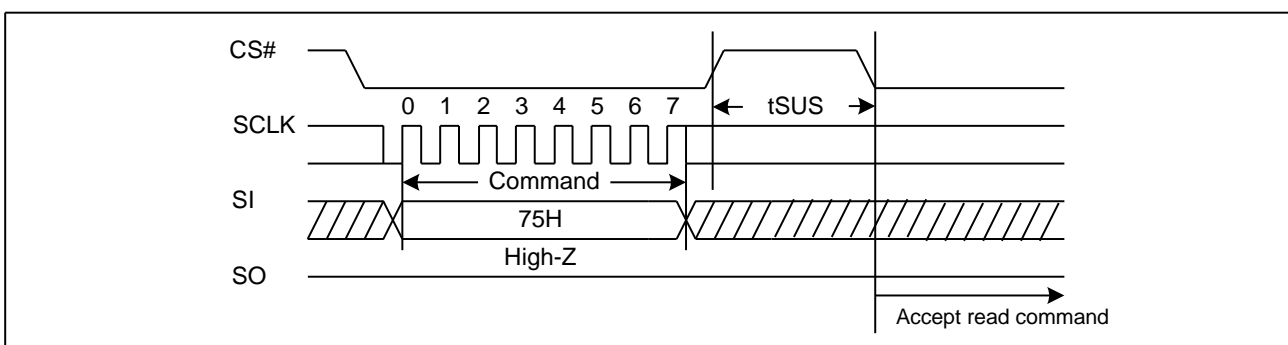 CS#
0 1 2 3 4 5 6 7
tSUS
SCLK
Command
SI
75H
High-Z
SO
Accept read command